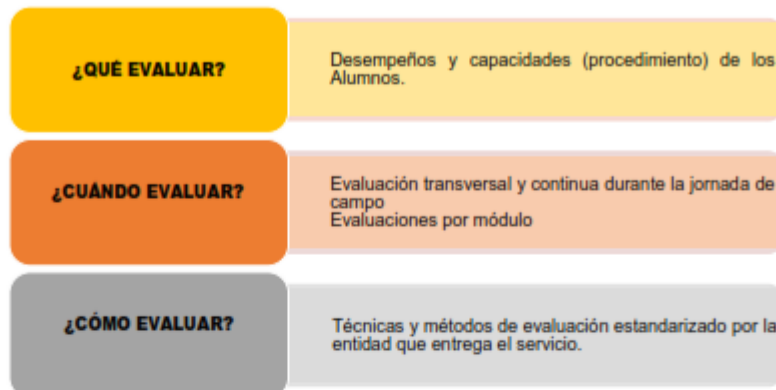 ¿QUÉ EVALUAR?
Desempeños y capacidades (procedimiento) de los
Alumnos.
¿CUÁNDO EVALUAR?
Evaluación transversal y continua durante la jornada de
campo
Evaluaciones por módulo
¿CÓMO EVALUAR?
Técnicas y métodos de evaluación estandarizado por la
entidad que entrega el servicio.